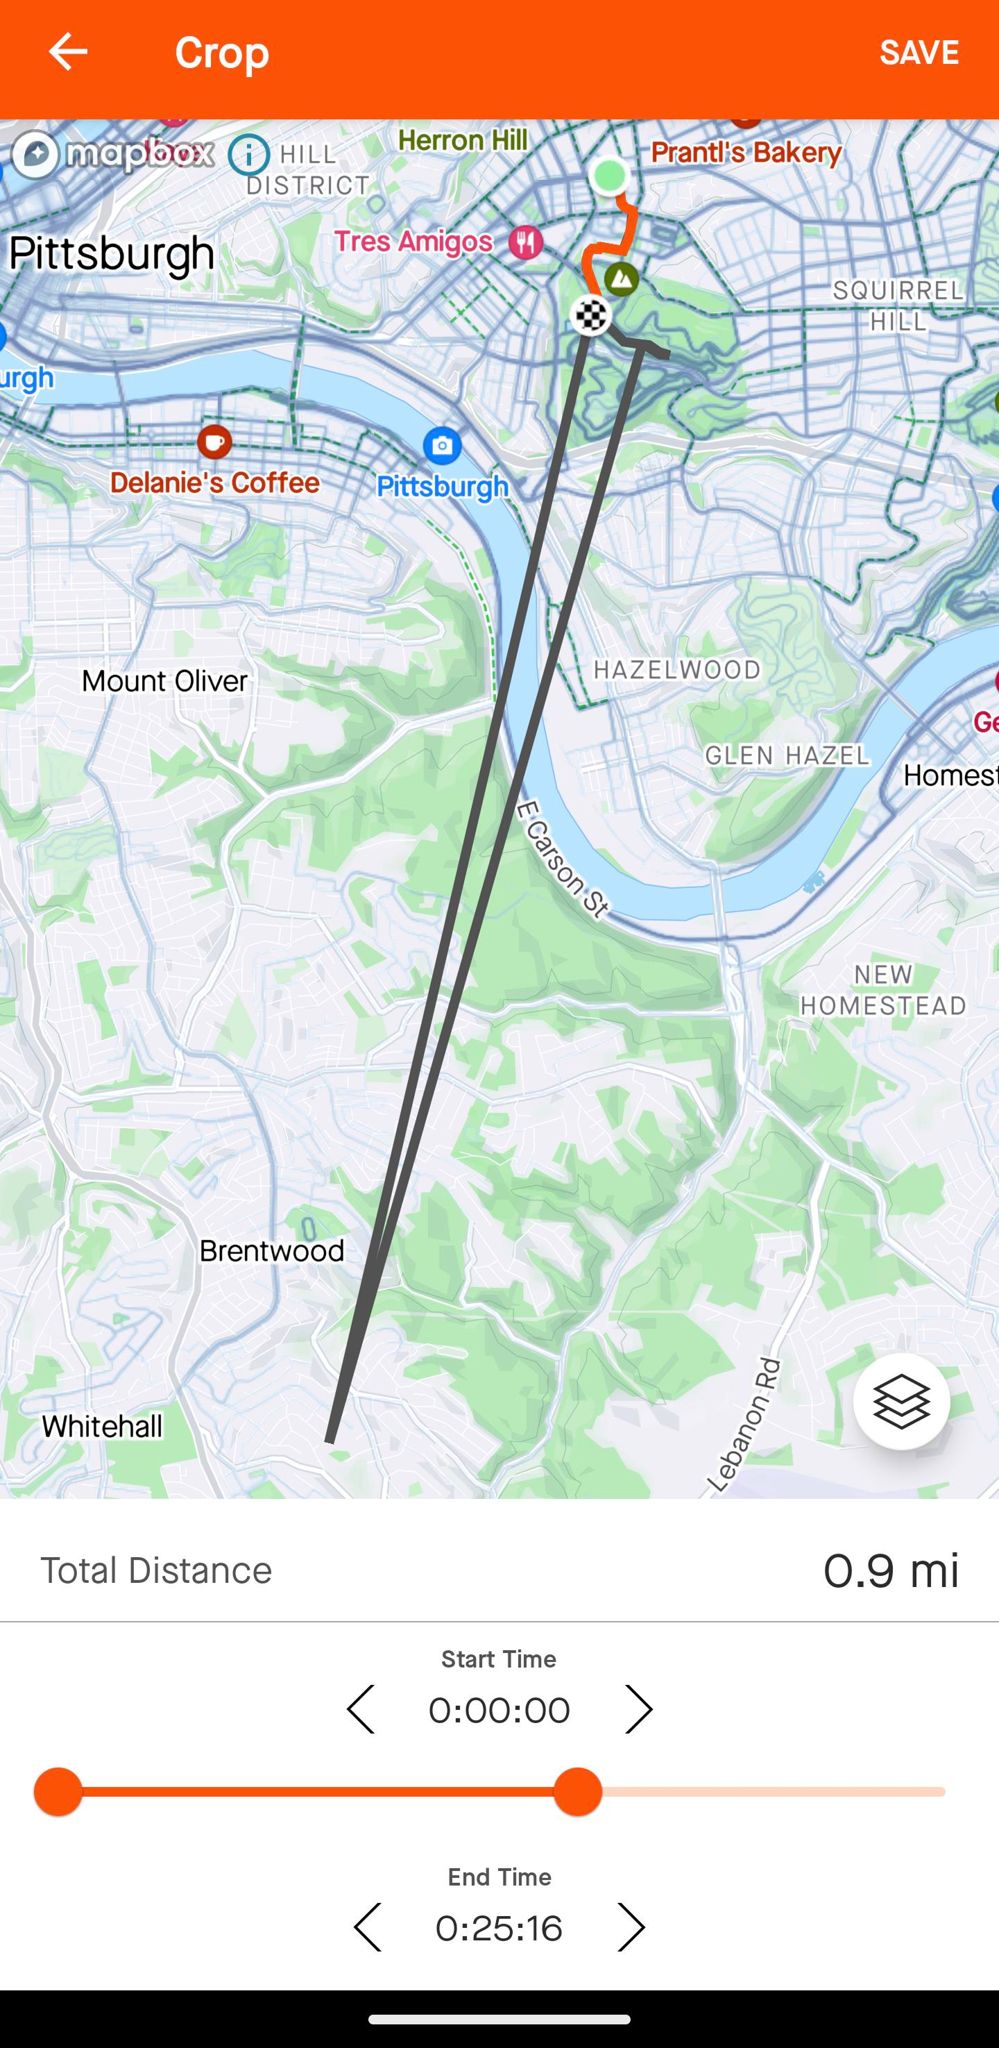 Crop
SAVE
mapbox
HILL
DISTRICT
Herron Hill
Prantl's Bakery
Pittsburgh
Tres Amigos
SQUIRREL
HILL
urgh
Delanie's Coffee
Pittsburgh
Mount Oliver
HAZELWOOD
Ge
GLEN HAZEL
Homest
E Carson St
NEW
HOMESTEAD
Brentwood
Whitehall
Lebanon Rd
Total Distance
0.9 mi
Start Time
0:00:00
End Time
0:25:16